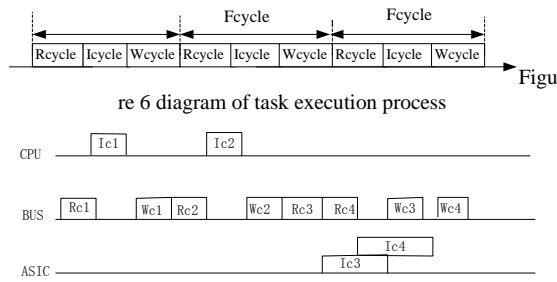 Fcycle Fcycle
Rcycle Icycle Wcycle Rcycle Icycle Wcycle Rcycle Icycle Wcycle
Figu
re 6 diagram of task execution process
Ic1 Ic2
CPU
Rc1 Wc1 Rc2 Wc2 Rc3 Rc4 Wc3 Wc4
BUS
Ic4
Ic3
ASIC